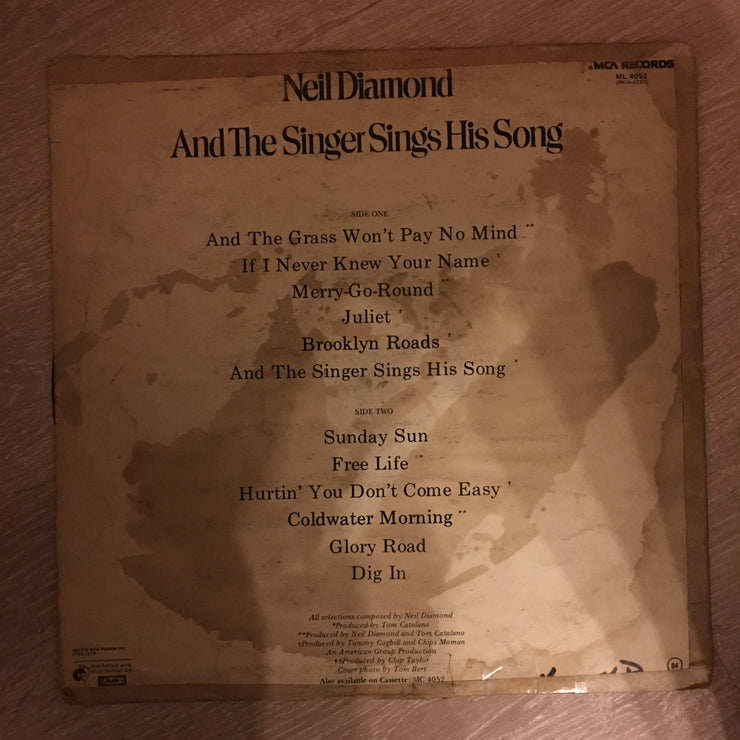 MCA RECORDS
ML 4052
Neil Diamond
And The Singer Sings His Song
SIDE ONE
And The Grass Won't Pay No Mind
If I Never Knew Your Name
Merry-Go-Round
Juliet
Brooklyn Roads
And The Singer Sings His Song
SIDE TWO
Sunday Sun
Free Life
Hurtin' You Don't Come Easy
Coldwater Morning
Glory Road
Dig In
All selections composed by Neil Diamond
*Produced by Tom Catalano
**Produced by Neil Diamond and Tom Catalano
†Produced by Tommy Cogbill and Chips Moman
An American Group Production
††Produced by Chip Taylor
Cover photo by Tom Bert
Also available on Cassette: MC 4052
marketed and
distributed by
84